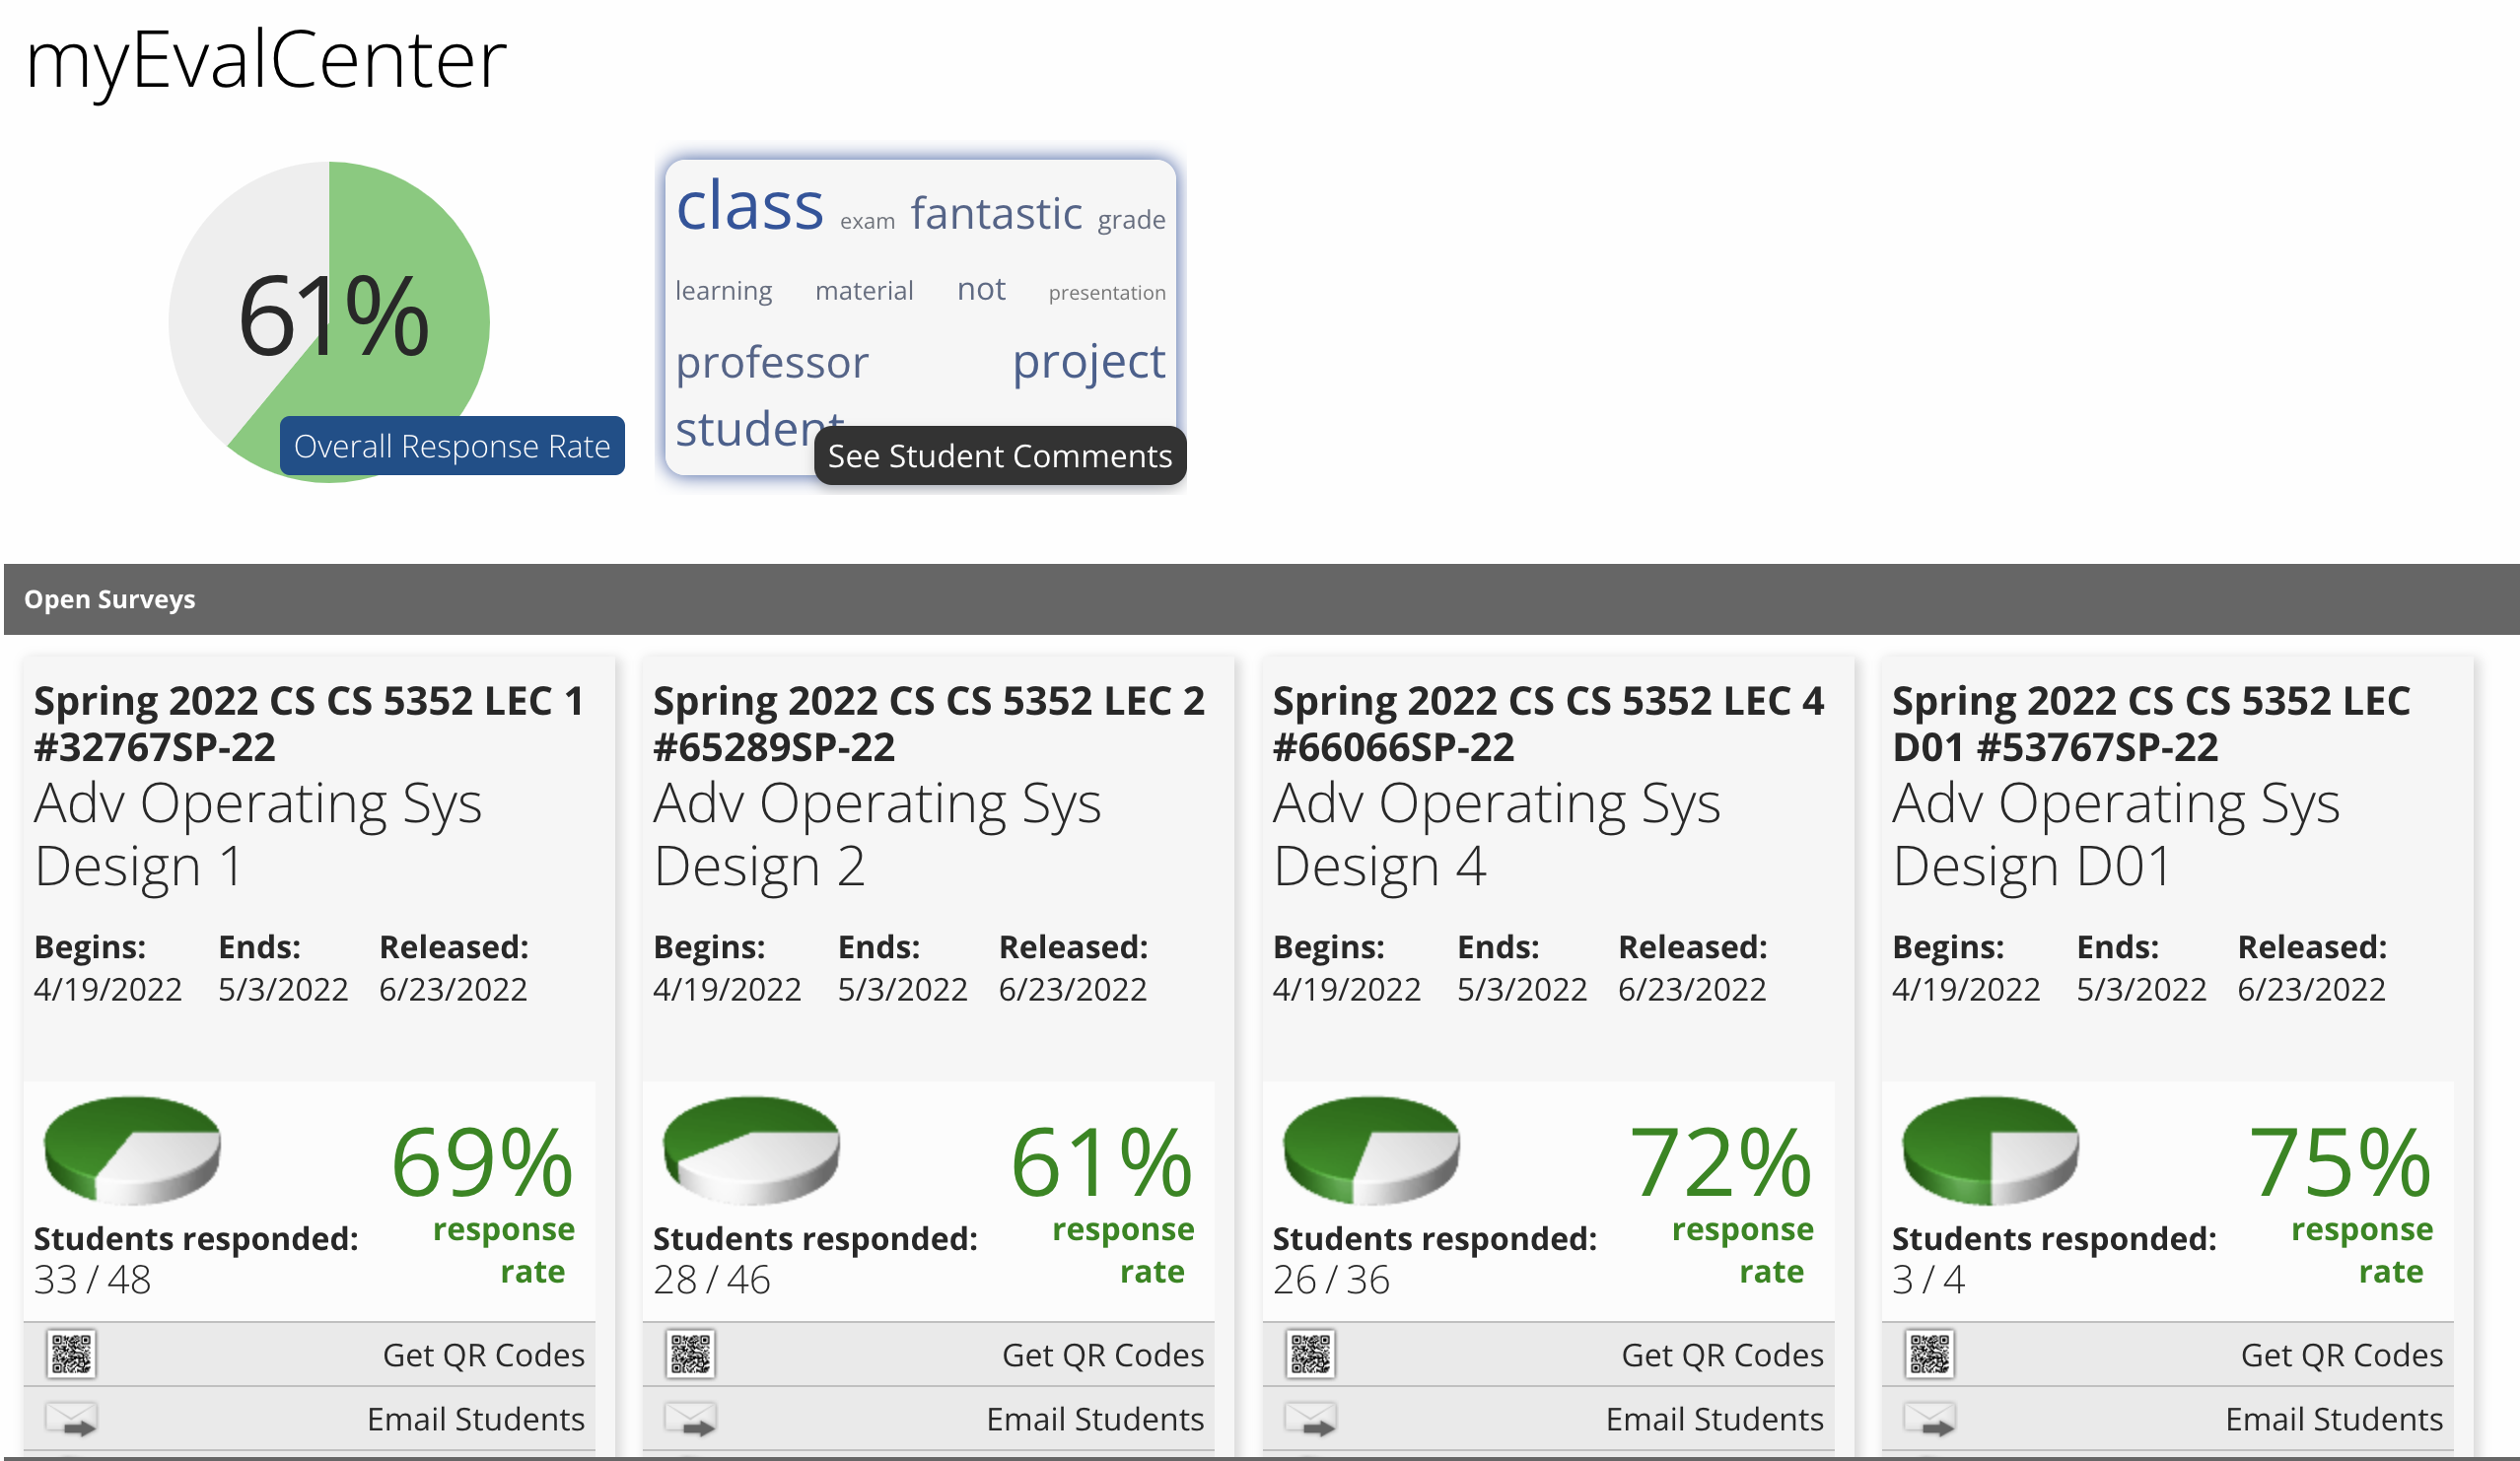 myEvalCenter
61%
Overall Response Rate
class exam fantastic grade
learning material not presentation
professor project
student
See Student Comments
Open Surveys
Spring 2022 CS CS 5352 LEC 1
#32767SP-22
Adv Operating Sys
Design 1
Begins: Ends: Released:
4/19/2022 5/3/2022 6/23/2022
69%
response
rate
Students responded:
33 / 48
Get QR Codes
Email Students
Spring 2022 CS CS 5352 LEC 2
#65289SP-22
Adv Operating Sys
Design 2
Begins: Ends: Released:
4/19/2022 5/3/2022 6/23/2022
61%
response
rate
Students responded:
28 / 46
Get QR Codes
Email Students
Spring 2022 CS CS 5352 LEC 4
#66066SP-22
Adv Operating Sys
Design 4
Begins: Ends: Released:
4/19/2022 5/3/2022 6/23/2022
72%
response
rate
Students responded:
26 / 36
Get QR Codes
Email Students
Spring 2022 CS CS 5352 LEC
D01 #53767SP-22
Adv Operating Sys
Design D01
Begins: Ends: Released:
4/19/2022 5/3/2022 6/23/2022
75%
response
rate
Students responded:
3 / 4
Get QR Codes
Email Students